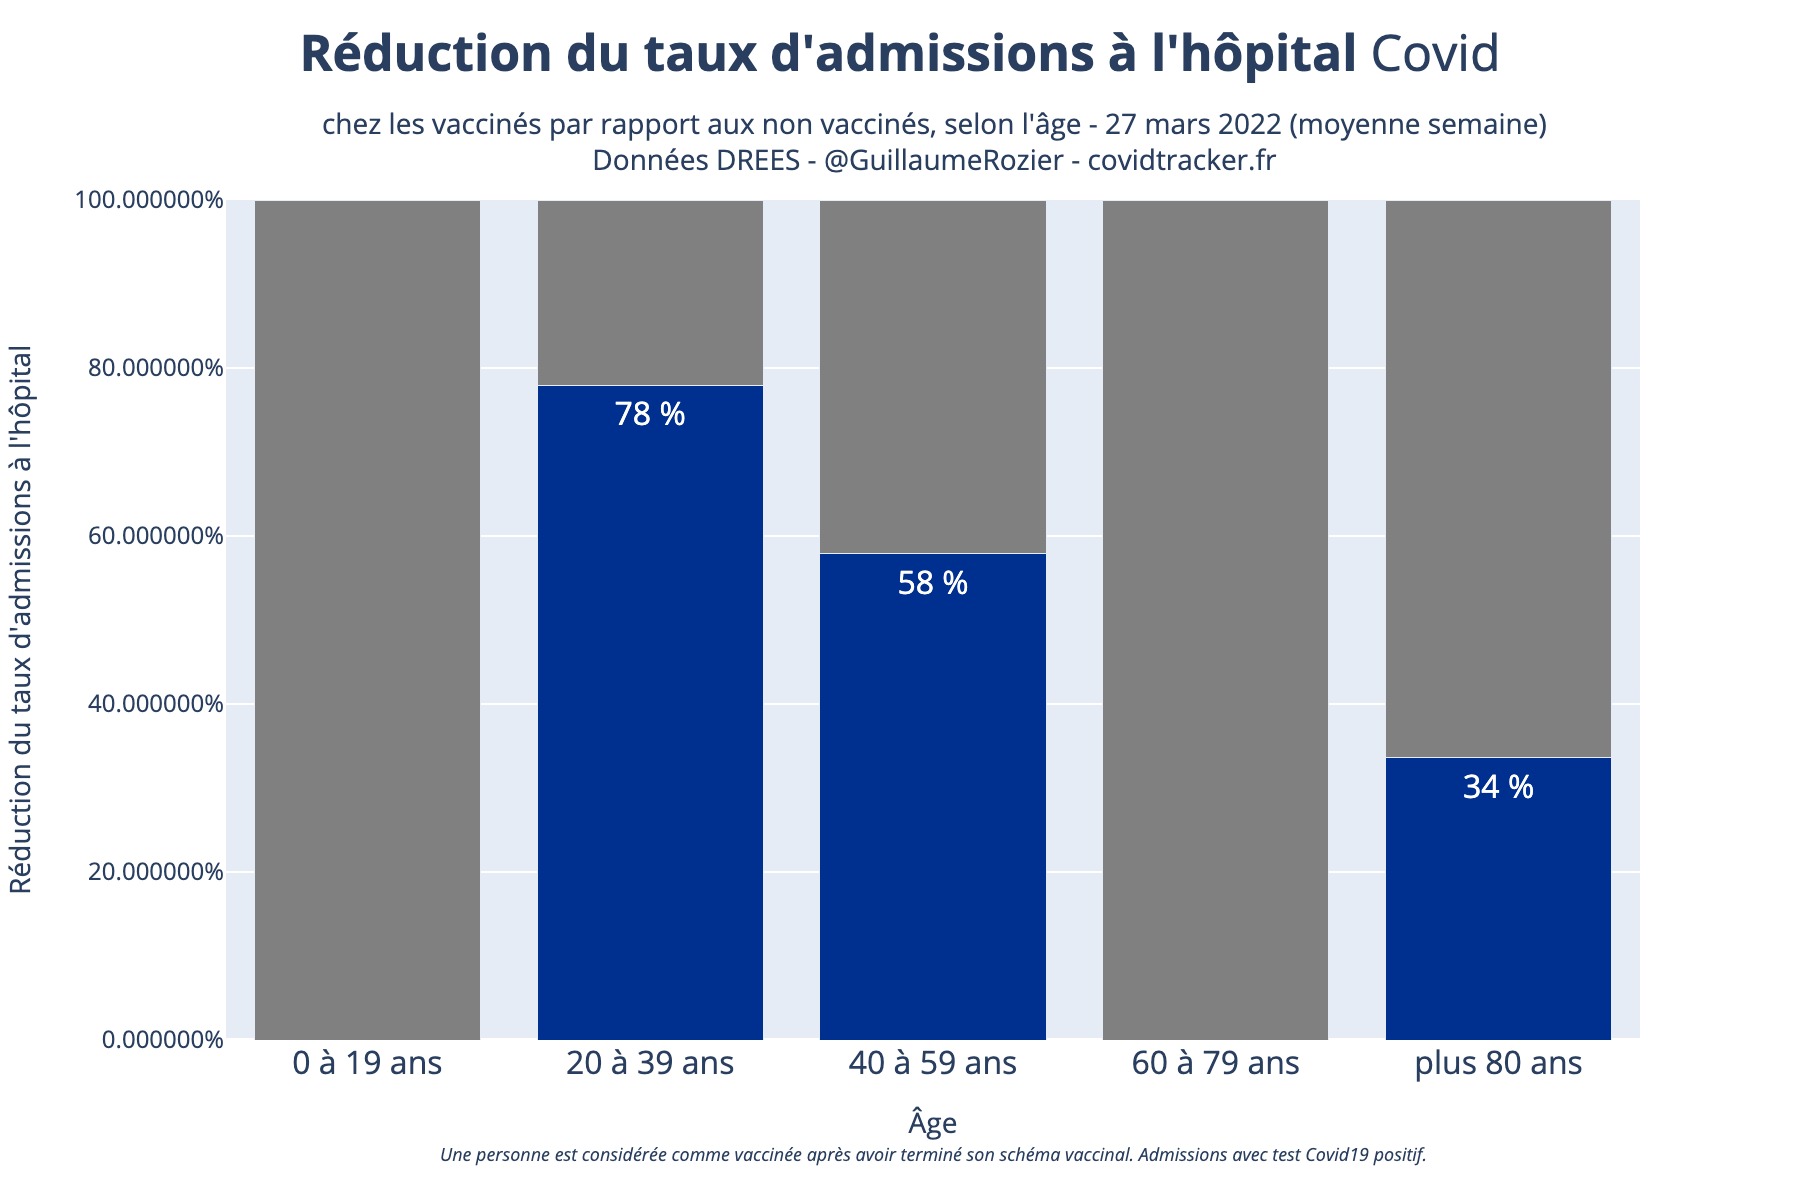 Réduction du taux d'admissions à l'hôpital Covid
chez les vaccinés par rapport aux non vaccinés, selon l'âge - 27 mars 2022 (moyenne semaine)
Données DREES - @GuillaumeRozier - covidtracker.fr
Réduction du taux d'admissions à l'hôpital
100.000000%
80.000000%
60.000000%
40.000000%
20.000000%
0.000000%
78 %
58 %
34 %
0 à 19 ans
20 à 39 ans
40 à 59 ans
60 à 79 ans
plus 80 ans
Âge
Une personne est considérée comme vaccinée après avoir terminé son schéma vaccinal. Admissions avec test Covid19 positif.